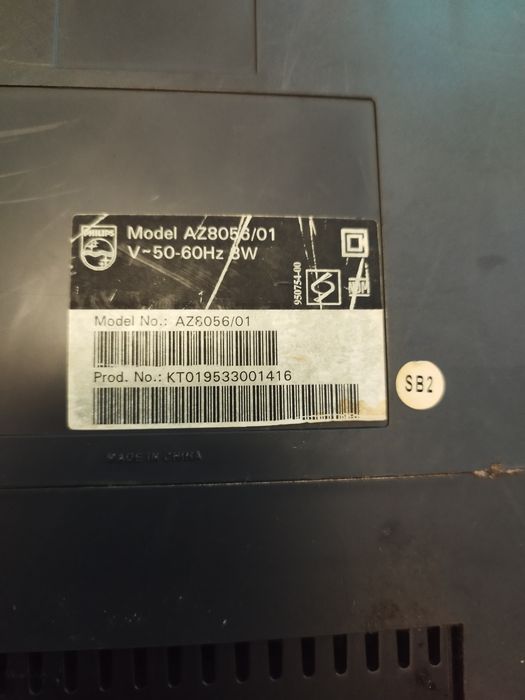 PHILIPS
Model AZ8056/01
V~50-60Hz 8W
950754-00
Model No.: AZ8056/01
Prod. No.: KT019533001416
SB2
MADE IN CHINA